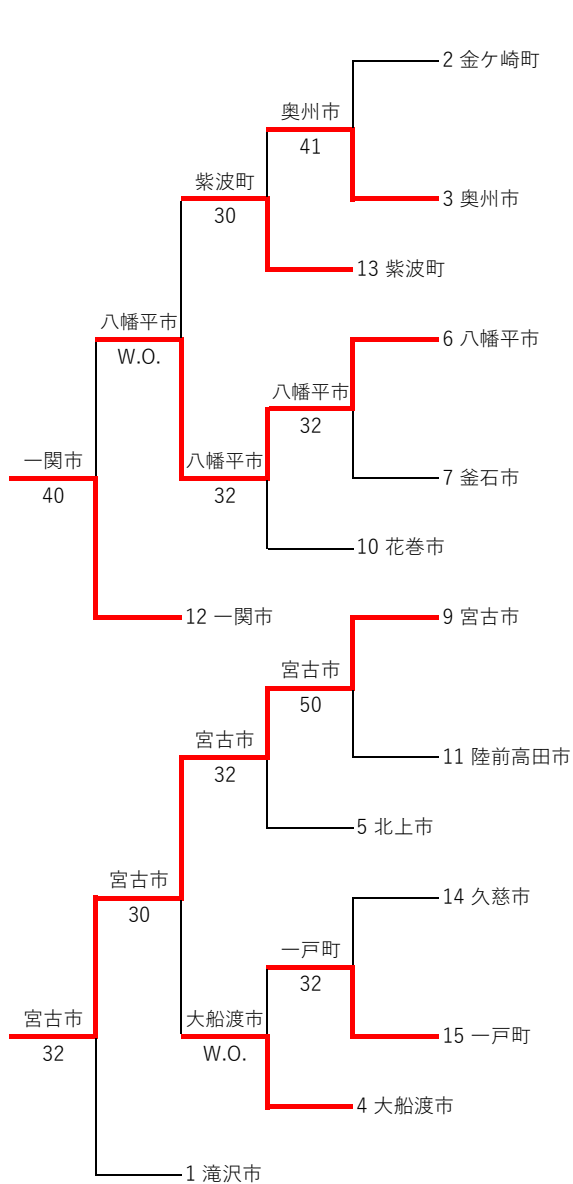 2 金ケ崎町
奥州市
41
紫波町
3 奥州市
30
13 紫波町
八幡平市
6 八幡平市
W.O.
八幡平市
32
一関市
八幡平市
7 釜石市
40
32
10 花巻市
12 一関市
9 宮古市
宮古市
50
宮古市
11 陸前高田市
32
5 北上市
宮古市
14 久慈市
30
一戸町
32
宮古市
大船渡市
15 一戸町
32
W.O.
4 大船渡市
1 滝沢市